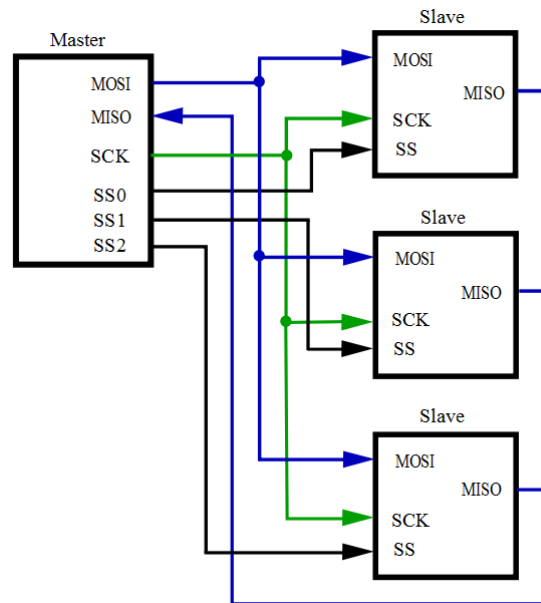 Master
MOSI
MISO
SCK
SS0
SS1
SS2
Slave
MOSI
MISO
SCK
SS
Slave
MOSI
MISO
SCK
SS
Slave
MOSI
MISO
SCK
SS